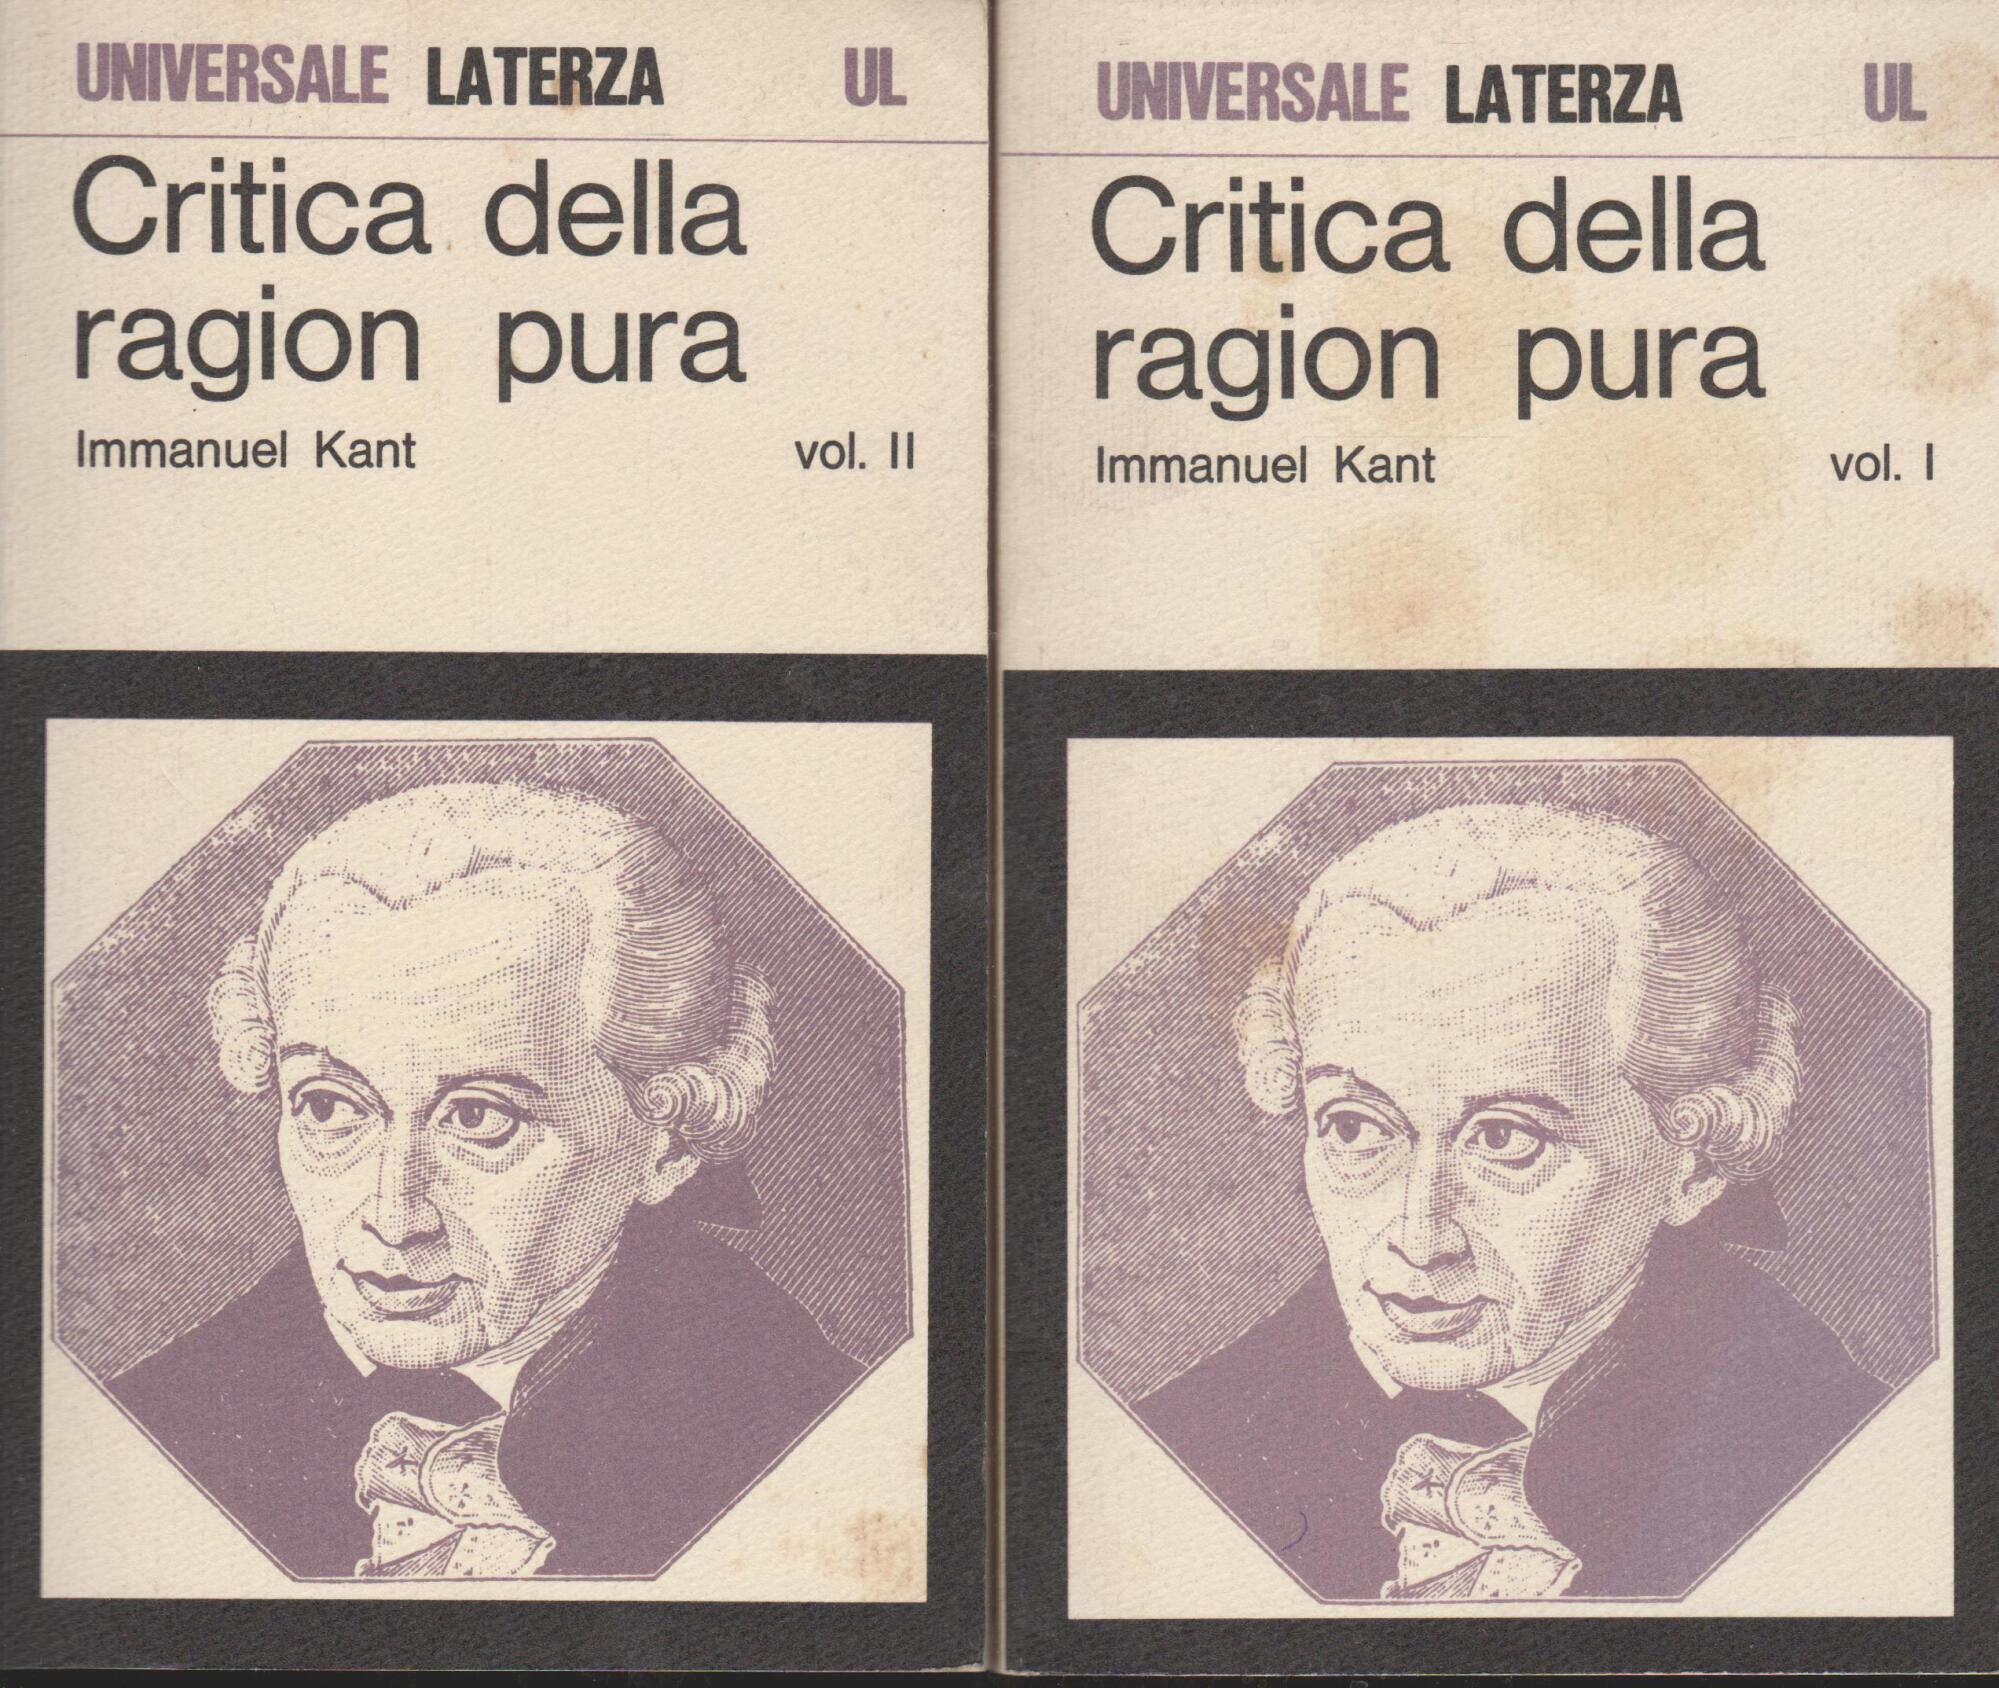 UNIVERSALE LATERZA UL
Critica della
ragion pura
Immanuel Kant vol. II
UNIVERSALE LATERZA UL
Critica della
ragion pura
Immanuel Kant vol. I